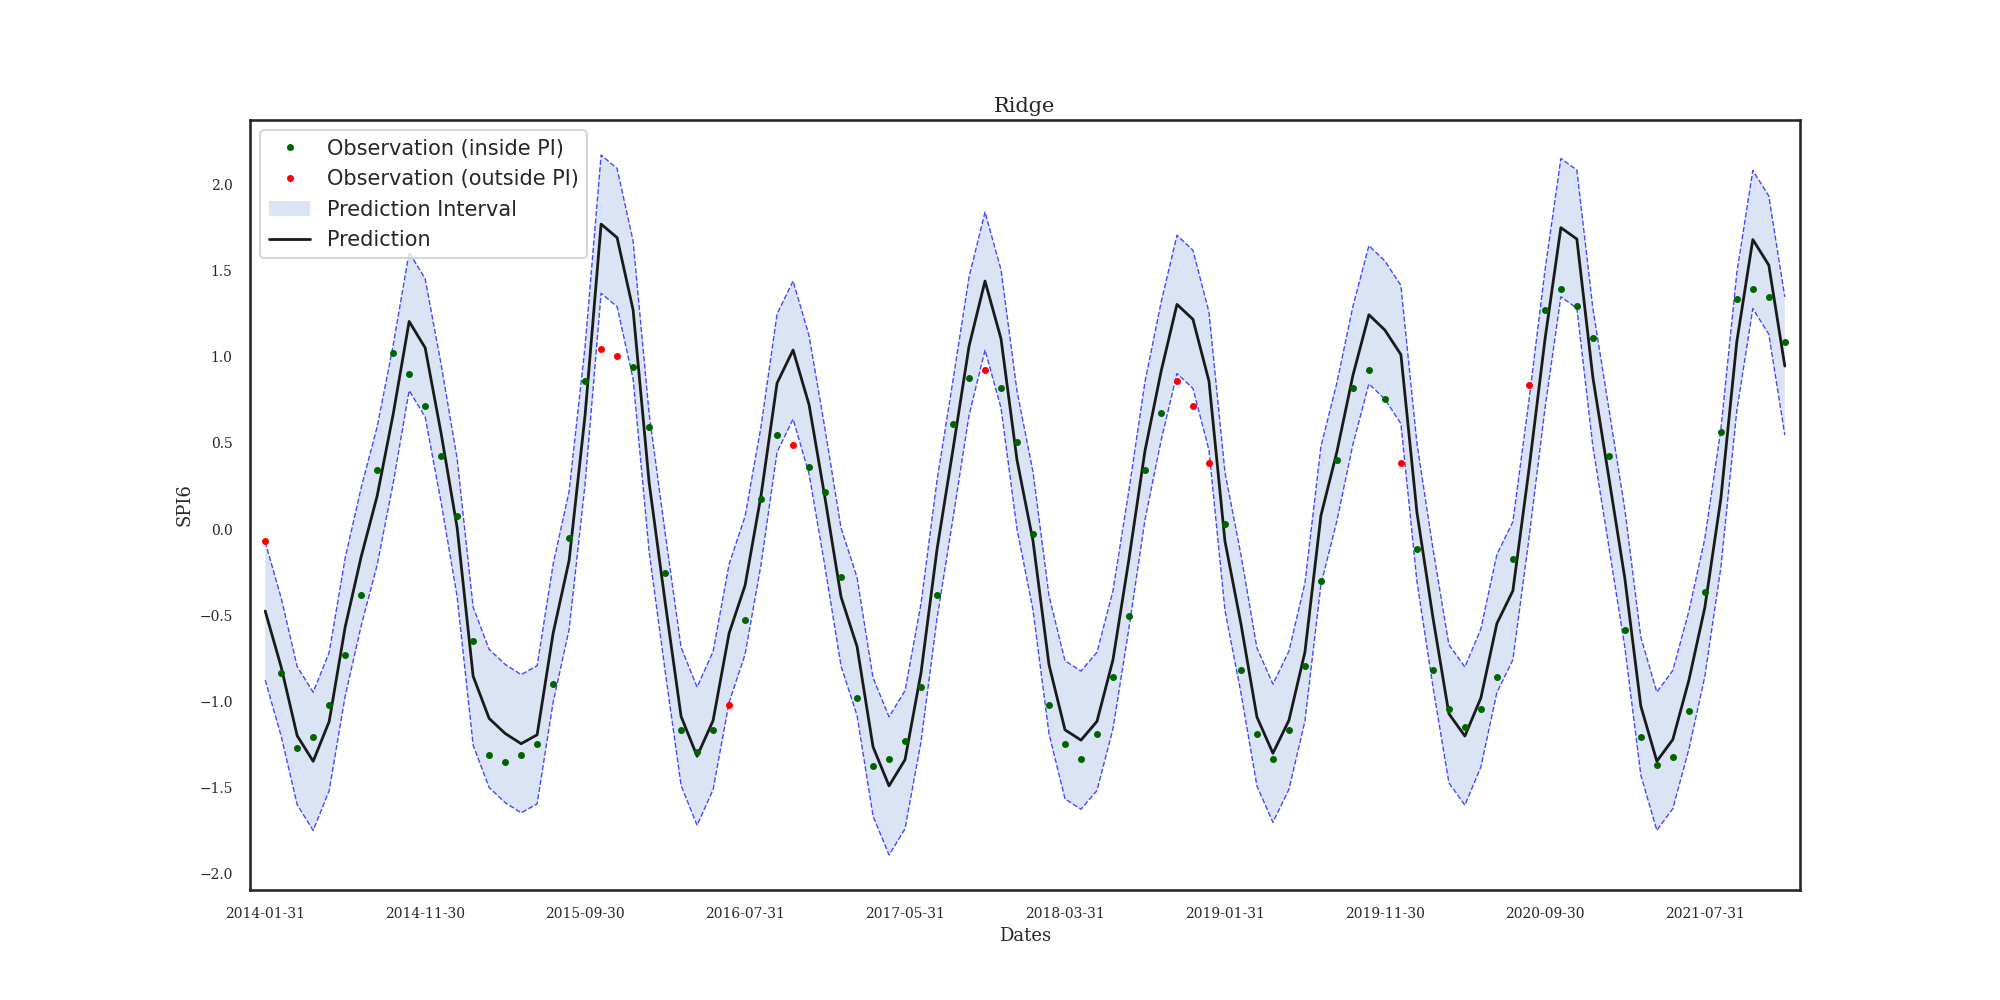 Ridge
Observation (inside PI)
Observation (outside PI)
Prediction Interval
Prediction
2.0
1.5
1.0
0.5
0.0
−0.5
−1.0
−1.5
−2.0
SPI6
2014-01-31 2014-11-30 2015-09-30 2016-07-31 2017-05-31 2018-03-31 2019-01-31 2019-11-30 2020-09-30 2021-07-31
Dates